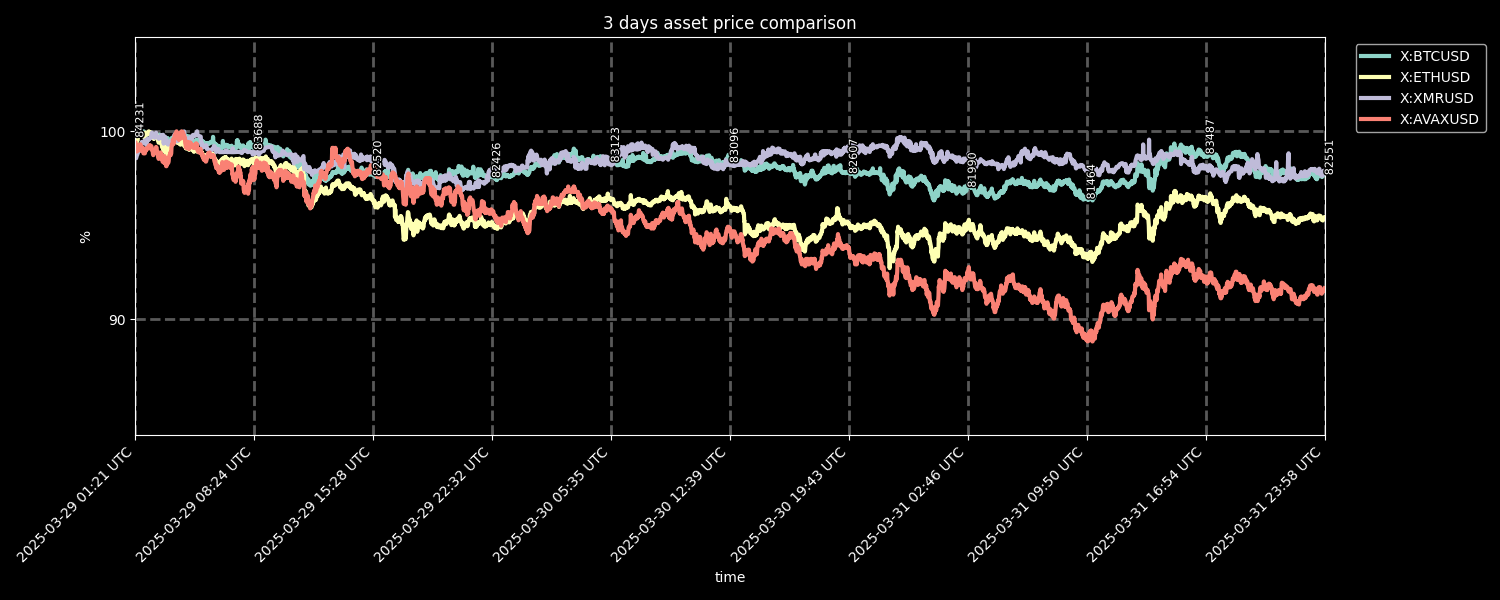 3 days asset price comparison
X:BTCUSD
X:ETHUSD
X:XMRUSD
X:AVAXUSD
%
100
90
84231
83688
82520
82426
83123
83096
82607
81990
81464
83487
82551
2025-03-29 01:21 UTC
2025-03-29 08:24 UTC
2025-03-29 15:28 UTC
2025-03-29 22:32 UTC
2025-03-30 05:35 UTC
2025-03-30 12:39 UTC
2025-03-30 19:43 UTC
2025-03-31 02:46 UTC
2025-03-31 09:50 UTC
2025-03-31 16:54 UTC
2025-03-31 23:58 UTC
time